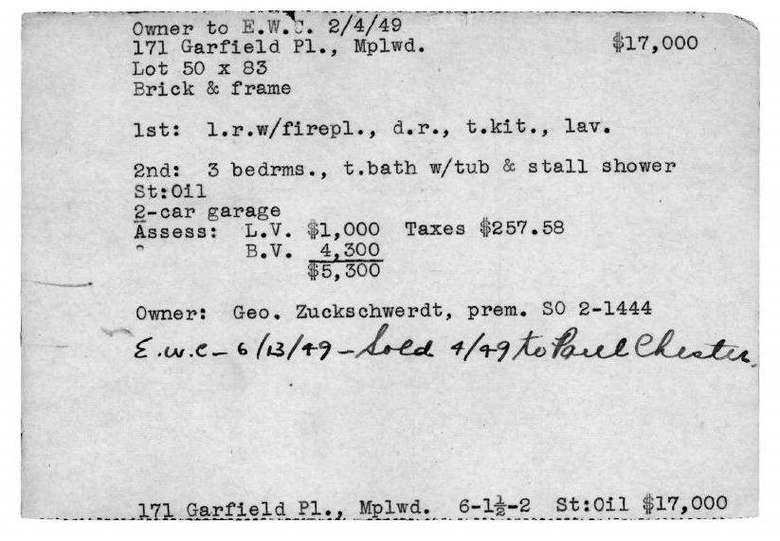 Owner to E.W.C. 2/4/49
171 Garfield Pl., Mplwd. $17,000
Lot 50 x 83
Brick & frame
1st: l.r.w/firepl., d.r., t.kit., lav.
2nd: 3 bedrms., t.bath w/tub & stall shower
St:Oil
2-car garage
Assess: L.V. $1,000 Taxes $257.58
" B.V. 4,300
$5,300
Owner: Geo. Zuckschwerdt, prem. SO 2-1444
E.W.C - 6/13/49 - Sold 4/49 to Paul Chester.
171 Garfield Pl., Mplwd. 6-1½-2 St:Oil $17,000